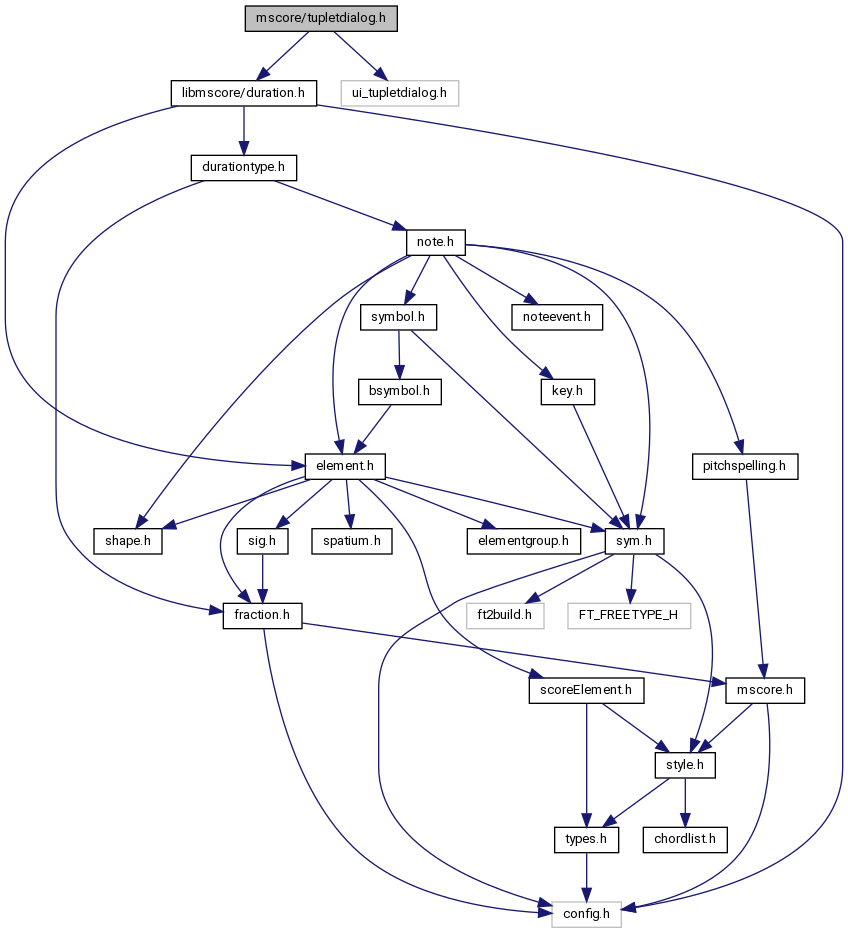 mscore/tupletdialog.h
libmscore/duration.h
ui_tupletdialog.h
durationtype.h
note.h
symbol.h
noteevent.h
bsymbol.h
key.h
element.h
pitchspelling.h
shape.h
sig.h
spatium.h
elementgroup.h
sym.h
fraction.h
ft2build.h
FT_FREETYPE_H
scoreElement.h
mscore.h
style.h
types.h
chordlist.h
config.h